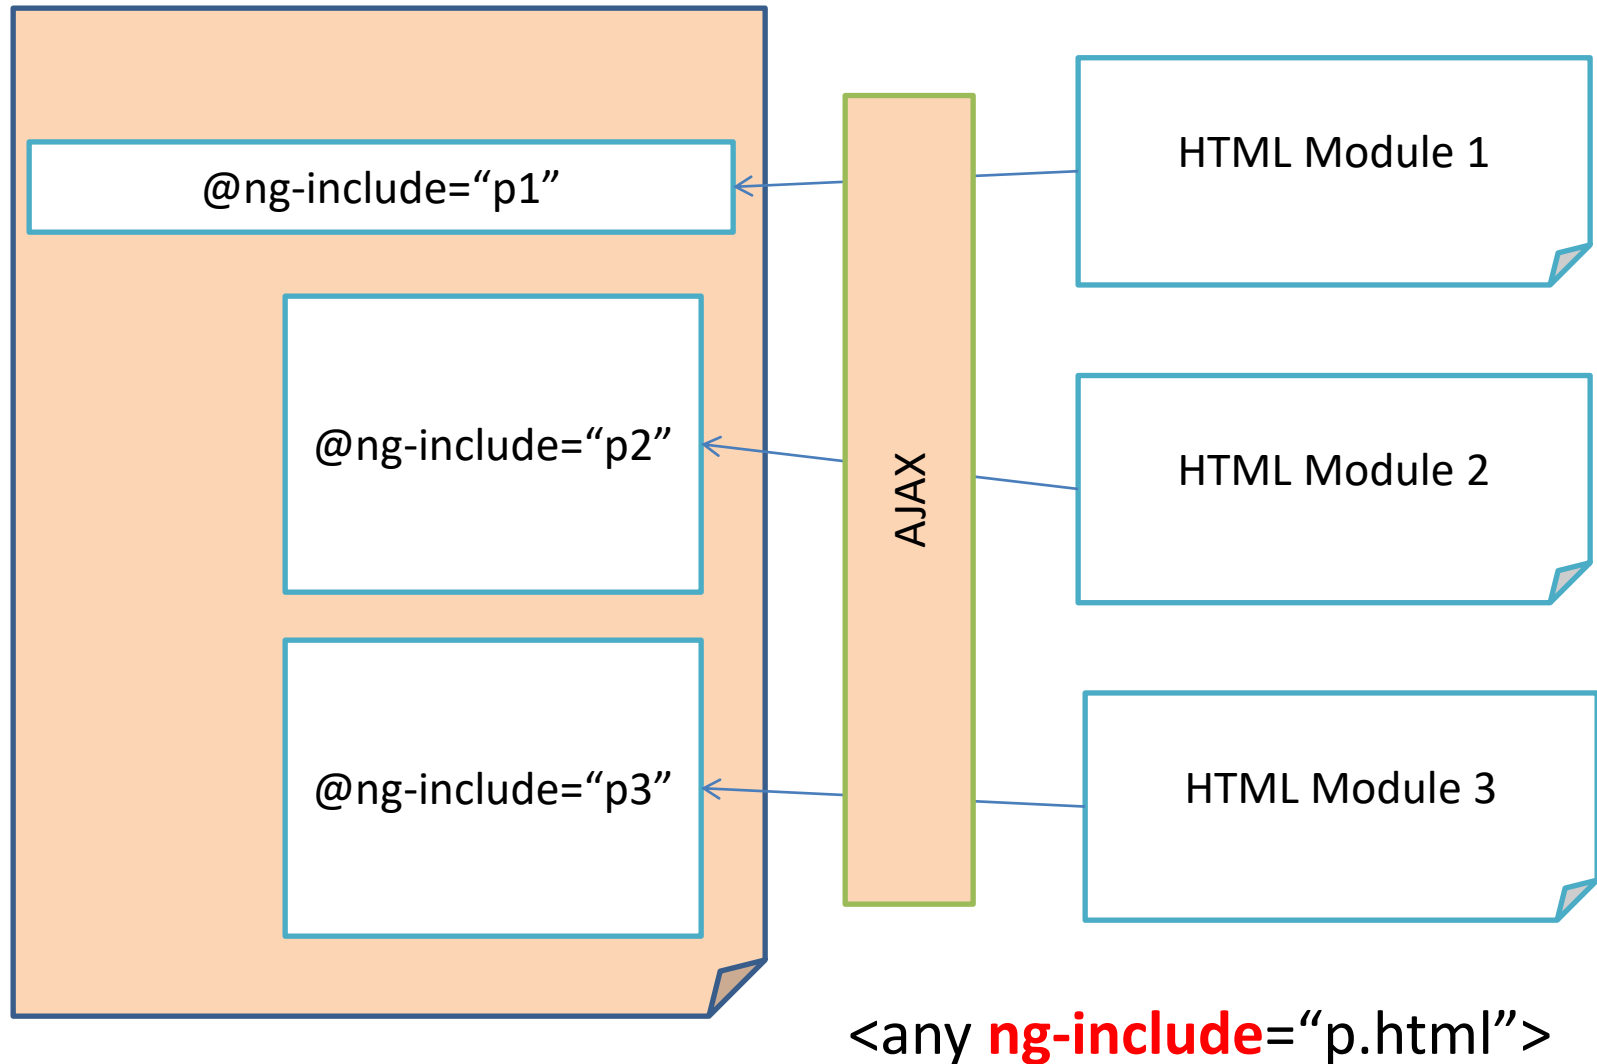 @ng-include=“p1”
@ng-include=“p2”
@ng-include=“p3”
AJAX
HTML Module 1
HTML Module 2
HTML Module 3
<any ng-include=“p.html”>